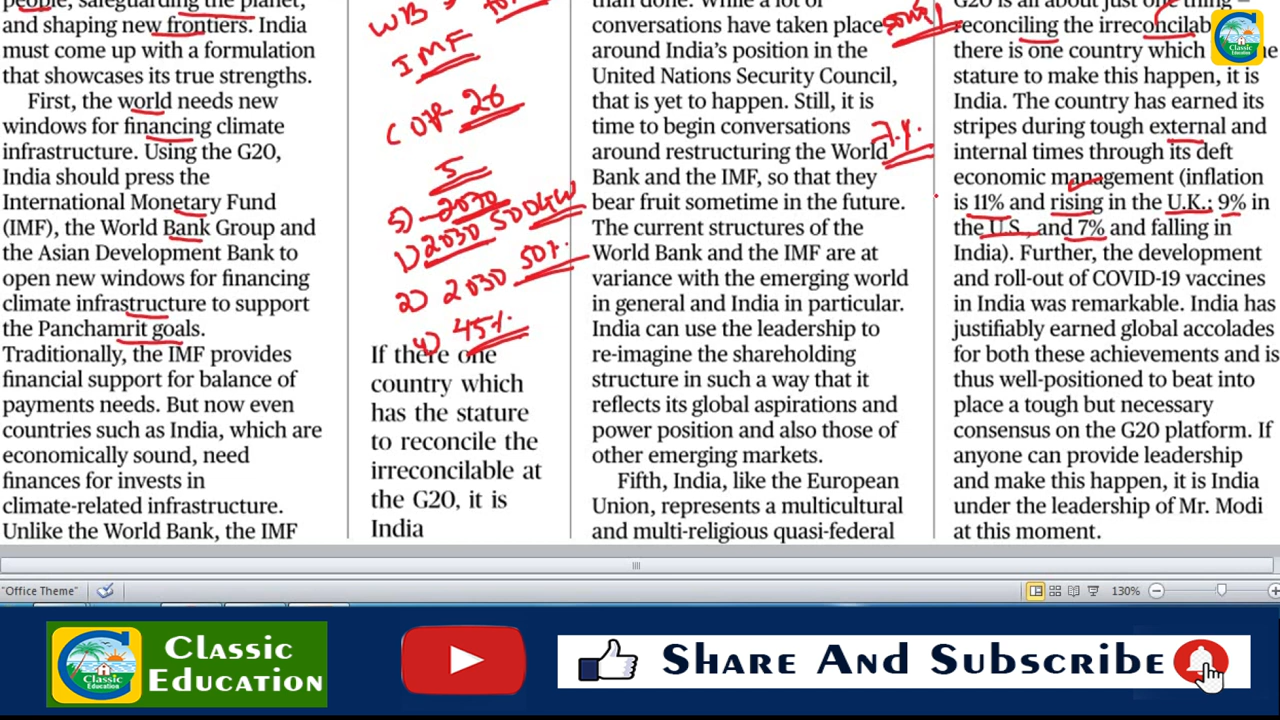 people, safeguarding the planet,
and shaping new frontiers. India
must come up with a formulation
that showcases its true strengths.
First, the world needs new
windows for financing climate
infrastructure. Using the G20,
India should press the
International Monetary Fund
(IMF), the World Bank Group and
the Asian Development Bank to
open new windows for financing
climate infrastructure to support
the Panchamrit goals.
Traditionally, the IMF provides
financial support for balance of
payments needs. But now even
countries such as India, which are
economically sound, need
finances for invests in
climate-related infrastructure.
Unlike the World Bank, the IMF
WB
IMF
COP-26
5
5) - 2070
1) 2030 500GW
2) 2030 50%
4) 45%
If there one
country which
has the stature
to reconcile the
irreconcilable at
the G20, it is
India
than done. While a lot of
conversations have taken place
around India's position in the
United Nations Security Council,
that is yet to happen. Still, it is
time to begin conversations
around restructuring the World
Bank and the IMF, so that they
bear fruit sometime in the future.
The current structures of the
World Bank and the IMF are at
variance with the emerging world
in general and India in particular.
India can use the leadership to
re-imagine the shareholding
structure in such a way that it
reflects its global aspirations and
power position and also those of
other emerging markets.
Fifth, India, like the European
Union, represents a multicultural
and multi-religious quasi-federal
7%
G20 is all about just one thing –
reconciling the irreconcilab
there is one country which
stature to make this happen, it is
India. The country has earned its
stripes during tough external and
internal times through its deft
economic management (inflation
is 11% and rising in the U.K.; 9% in
the U.S., and 7% and falling in
India). Further, the development
and roll-out of COVID-19 vaccines
in India was remarkable. India has
justifiably earned global accolades
for both these achievements and is
thus well-positioned to beat into
place a tough but necessary
consensus on the G20 platform. If
anyone can provide leadership
and make this happen, it is India
under the leadership of Mr. Modi
at this moment.
Classic
Education
"Office Theme"
130%
Classic
Education
Classic
Education
Share And Subscribe